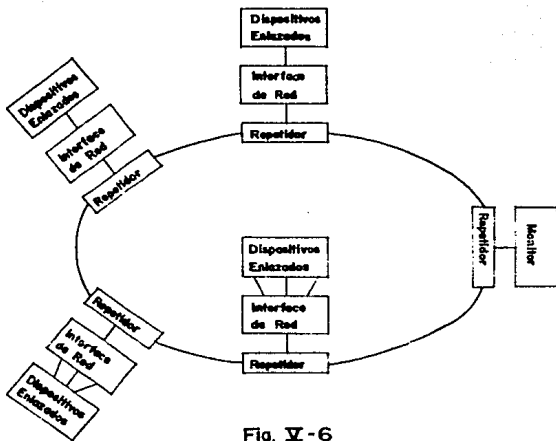 Dispositivos
Enlazados
Interface
de Red
Repetidor
Dispositivos
Enlazados
Interface
de Red
Repetidor
Repetidor
Monitor
Dispositivos
Enlazados
Interface
de Red
Repetidor
Repetidor
Interface
de Red
Dispositivos
Enlazados
Fig. V-6